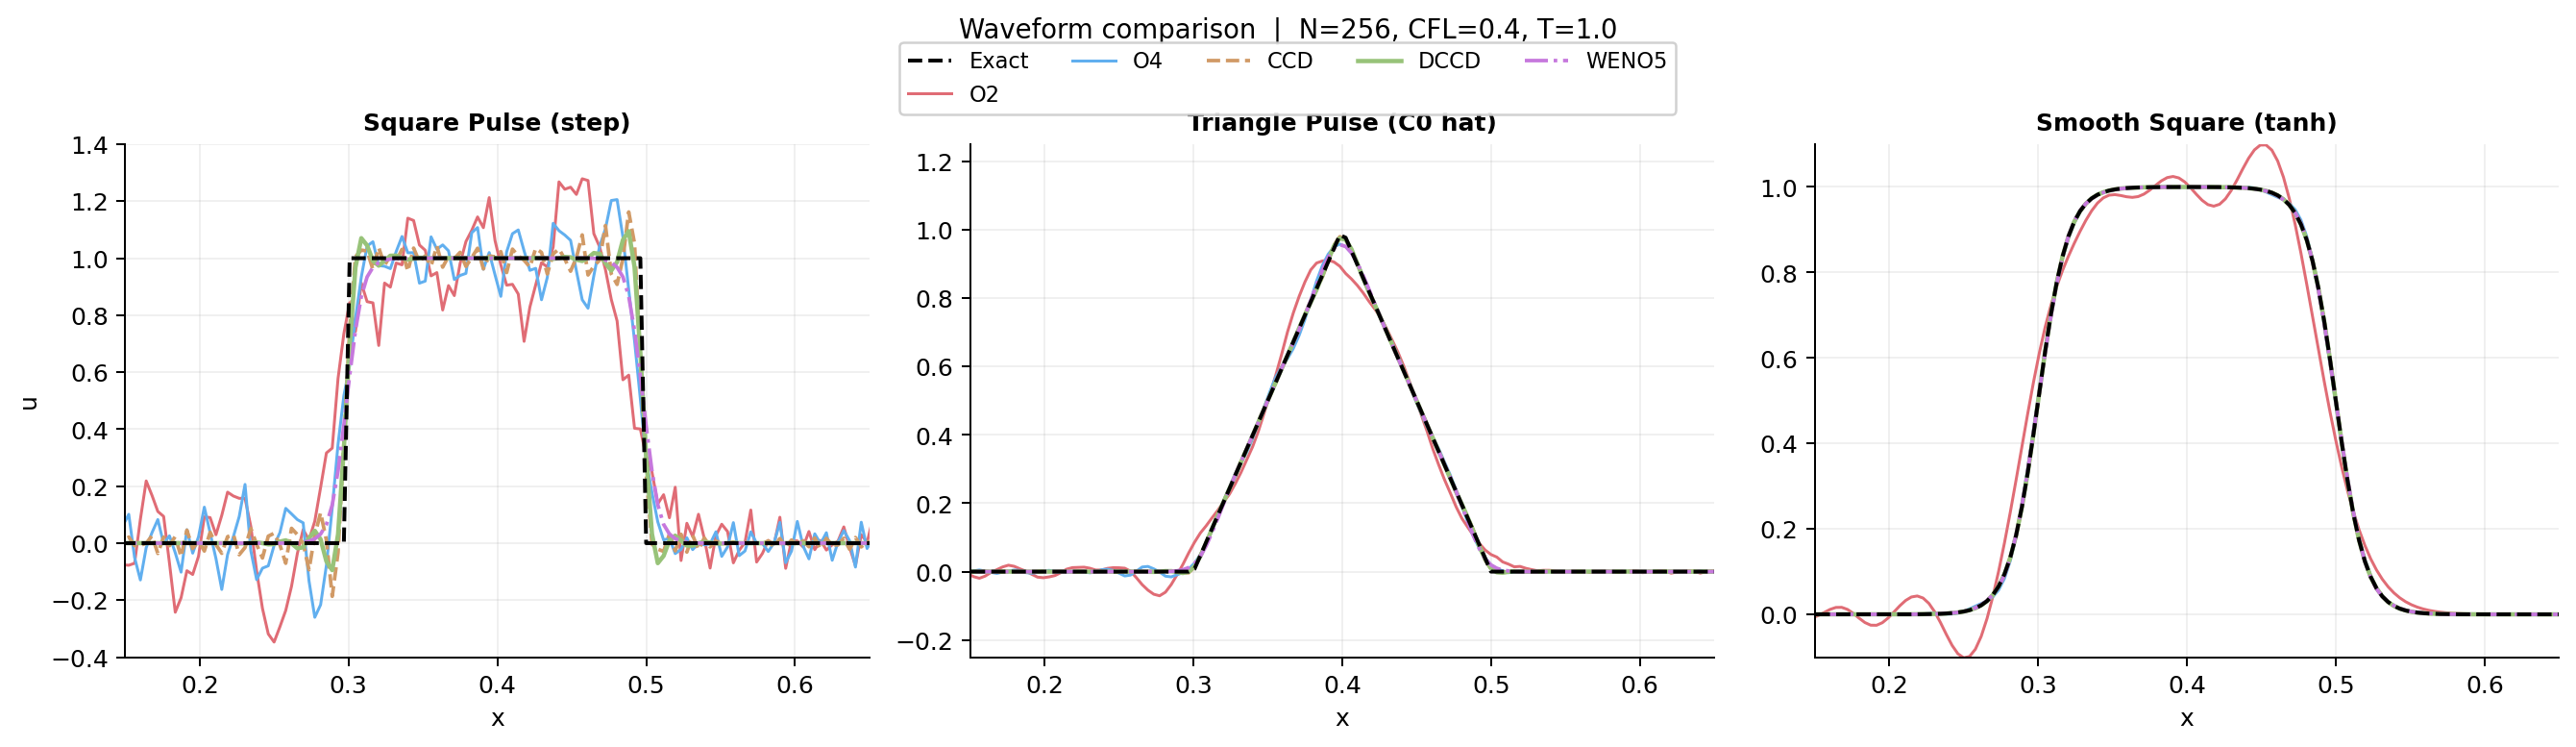 Waveform comparison | N=256, CFL=0.4, T=1.0
Exact O4 CCD DCCD WENO5
O2
Square Pulse (step)
1.4
1.2
1.0
0.8
0.6
0.4
0.2
0.0
−0.2
−0.4
0.2 0.3 0.4 0.5 0.6
x
u
Triangle Pulse (C0 hat)
1.2
1.0
0.8
0.6
0.4
0.2
0.0
−0.2
0.2 0.3 0.4 0.5 0.6
x
Smooth Square (tanh)
1.0
0.8
0.6
0.4
0.2
0.0
0.2 0.3 0.4 0.5 0.6
x